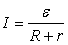 I = ε / (R + r)